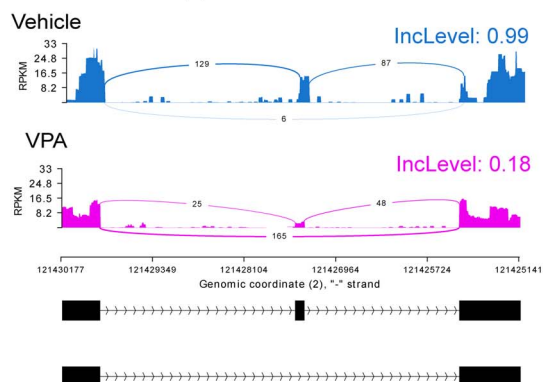 Vehicle
IncLevel: 0.99
33
24.8
16.5
8.2
RPKM
129
87
6
VPA
IncLevel: 0.18
33
24.8
16.5
8.2
RPKM
25
48
165
121430177 121429349 121428104 121426964 121425724 121425141
Genomic coordinate (2), "-" strand